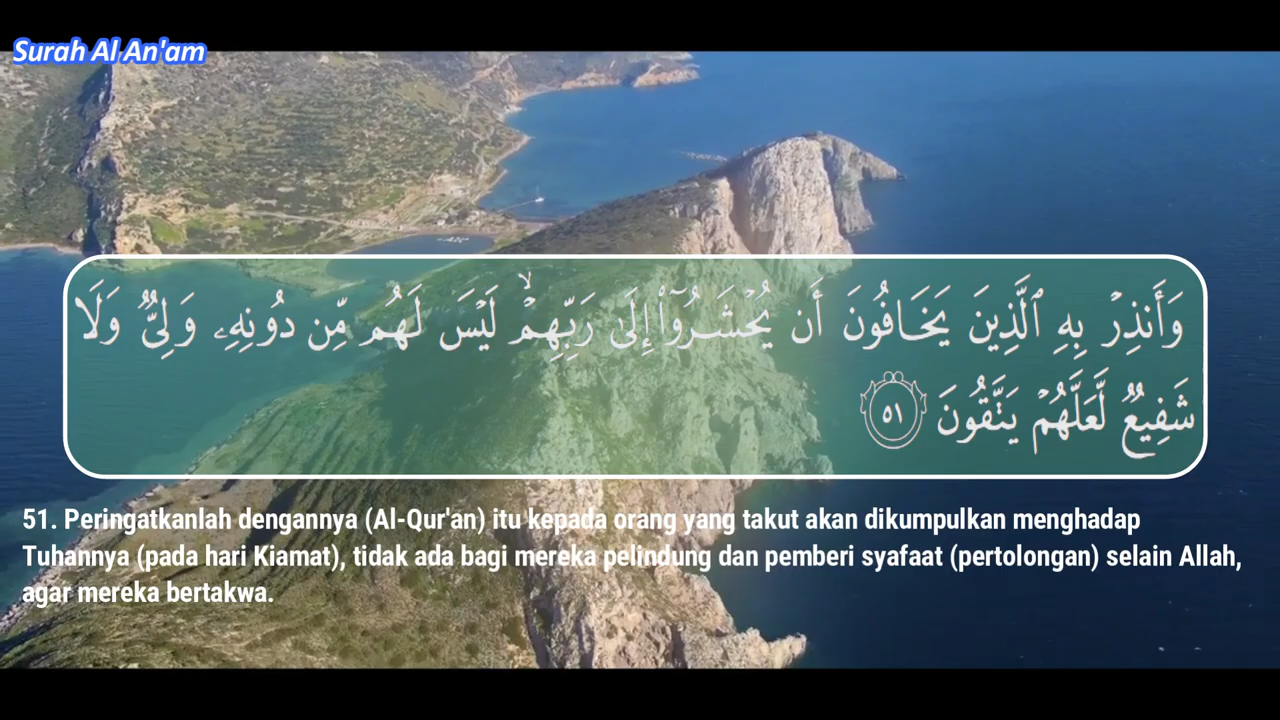 Surah Al An'am
وَأَنذِرْ بِهِ ٱلَّذِينَ يَخَافُونَ أَن يُحْشَرُوٓا۟ إِلَىٰ رَبِّهِمْ ۙ لَيْسَ لَهُم مِّن دُونِهِۦ وَلِىٌّ وَلَا
شَفِيعٌ لَّعَلَّهُمْ يَتَّقُونَ ٥١
51. Peringatkanlah dengannya (Al-Qur'an) itu kepada orang yang takut akan dikumpulkan menghadap
Tuhannya (pada hari Kiamat), tidak ada bagi mereka pelindung dan pemberi syafaat (pertolongan) selain Allah,
agar mereka bertakwa.